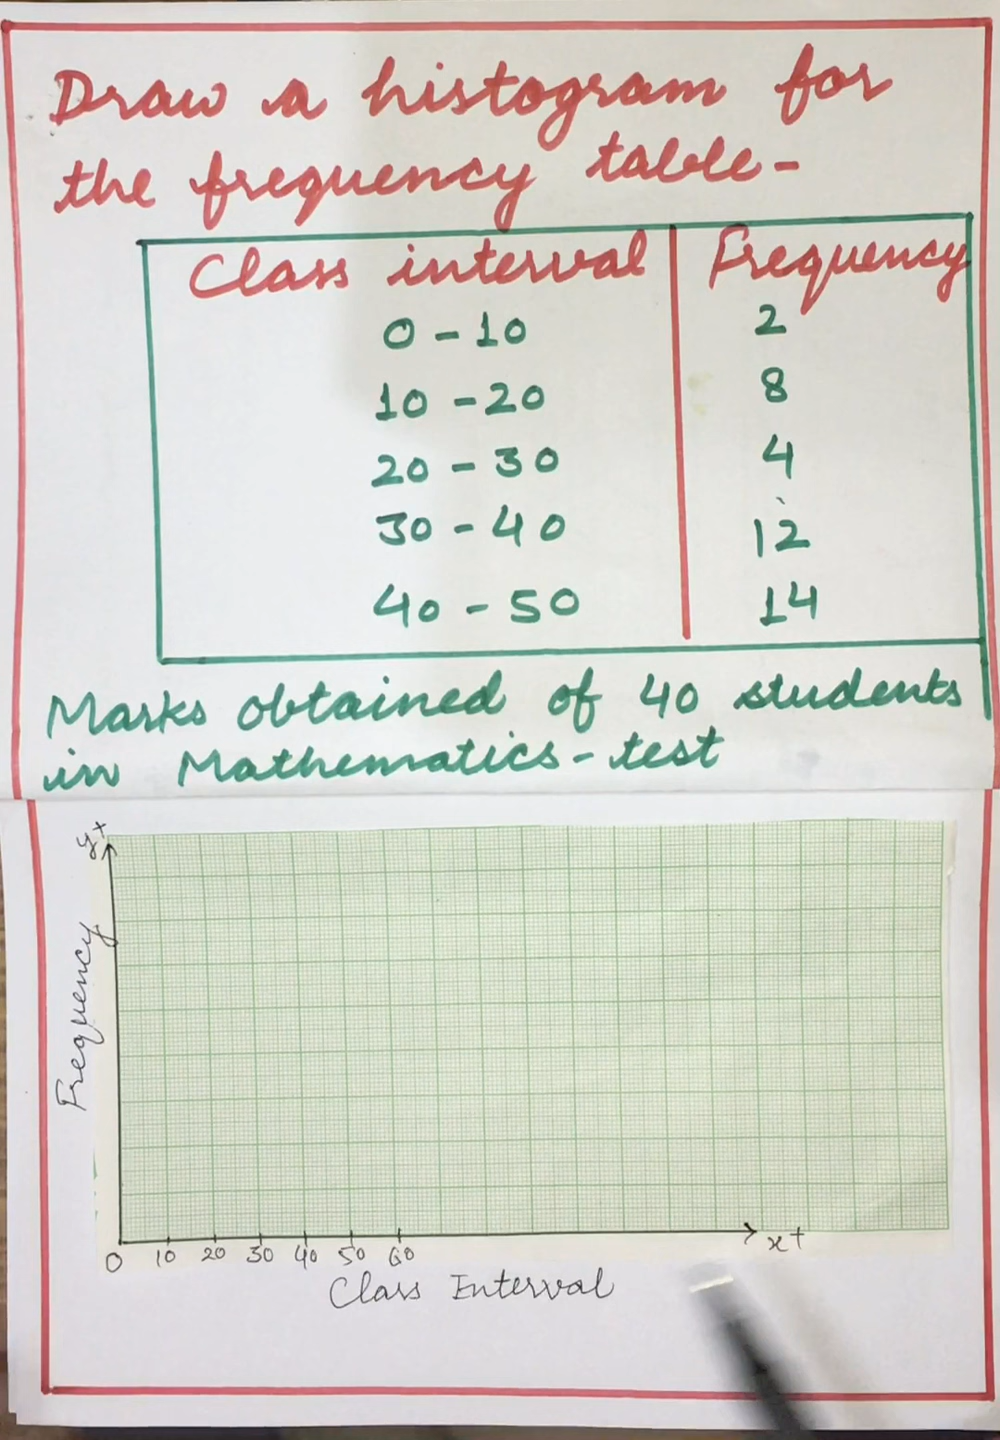 Draw a histogram for
the frequency table-
Class interval Frequency
0-10 2
10-20 8
20-30 4
30-40 12
40-50 14
Marks obtained of 40 students
in Mathematics-test
y+
Frequency
0 10 20 30 40 50 60
x+
Class Interval